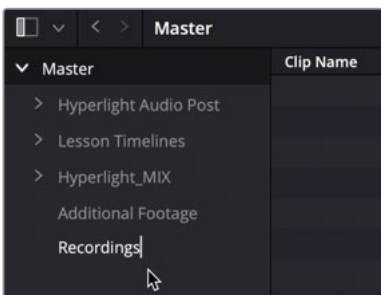 Master
Master
Clip Name
Hyperlight Audio Post
Lesson Timelines
Hyperlight_MIX
Additional Footage
Recordings